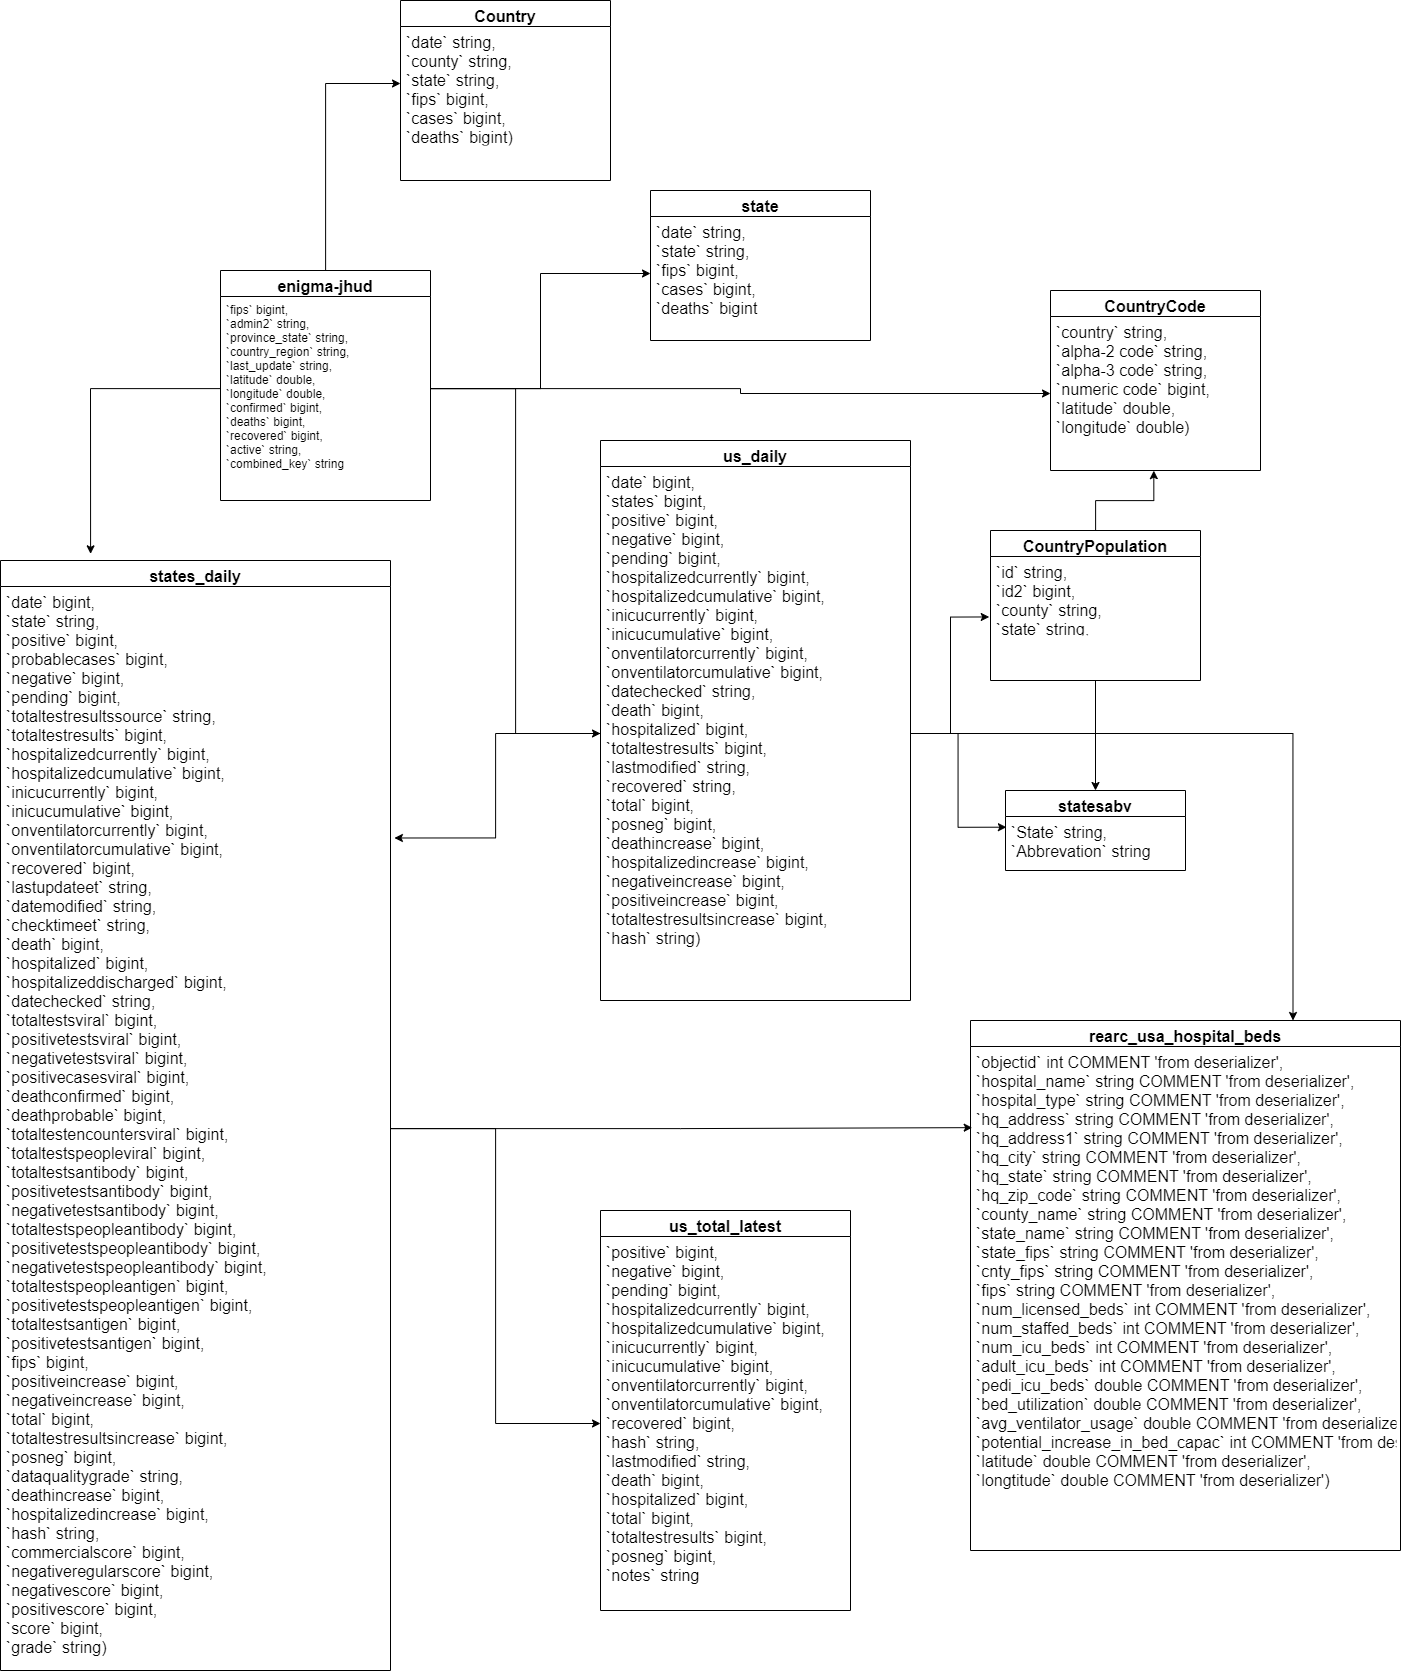 Country
`date` string,
`county` string,
`state` string,
`fips` bigint,
`cases` bigint,
`deaths` bigint)
state
`date` string,
`state` string,
`fips` bigint,
`cases` bigint,
`deaths` bigint
enigma-jhud
`fips` bigint,
`admin2` string,
`province_state` string,
`country_region` string,
`last_update` string,
`latitude` double,
`longitude` double,
`confirmed` bigint,
`deaths` bigint,
`recovered` bigint,
`active` string,
`combined_key` string
CountryCode
`country` string,
`alpha-2 code` string,
`alpha-3 code` string,
`numeric code` bigint,
`latitude` double,
`longitude` double)
us_daily
`date` bigint,
`states` bigint,
`positive` bigint,
`negative` bigint,
`pending` bigint,
`hospitalizedcurrently` bigint,
`hospitalizedcumulative` bigint,
`inicucurrently` bigint,
`inicucumulative` bigint,
`onventilatorcurrently` bigint,
`onventilatorcumulative` bigint,
`datechecked` string,
`death` bigint,
`hospitalized` bigint,
`totaltestresults` bigint,
`lastmodified` string,
`recovered` string,
`total` bigint,
`posneg` bigint,
`deathincrease` bigint,
`hospitalizedincrease` bigint,
`negativeincrease` bigint,
`positiveincrease` bigint,
`totaltestresultsincrease` bigint,
`hash` string)
CountryPopulation
`id` string,
`id2` bigint,
`county` string,
`state` string,
states_daily
`date` bigint,
`state` string,
`positive` bigint,
`probablecases` bigint,
`negative` bigint,
`pending` bigint,
`totaltestresultssource` string,
`totaltestresults` bigint,
`hospitalizedcurrently` bigint,
`hospitalizedcumulative` bigint,
`inicucurrently` bigint,
`inicucumulative` bigint,
`onventilatorcurrently` bigint,
`onventilatorcumulative` bigint,
`recovered` bigint,
`lastupdateet` string,
`datemodified` string,
`checktimeet` string,
`death` bigint,
`hospitalized` bigint,
`hospitalizeddischarged` bigint,
`datechecked` string,
`totaltestsviral` bigint,
`positivetestsviral` bigint,
`negativetestsviral` bigint,
`positivecasesviral` bigint,
`deathconfirmed` bigint,
`deathprobable` bigint,
`totaltestencountersviral` bigint,
`totaltestspeopleviral` bigint,
`totaltestsantibody` bigint,
`positivetestsantibody` bigint,
`negativetestsantibody` bigint,
`totaltestspeopleantibody` bigint,
`positivetestspeopleantibody` bigint,
`negativetestspeopleantibody` bigint,
`totaltestspeopleantigen` bigint,
`positivetestspeopleantigen` bigint,
`totaltestsantigen` bigint,
`positivetestsantigen` bigint,
`fips` bigint,
`positiveincrease` bigint,
`negativeincrease` bigint,
`total` bigint,
`totaltestresultsincrease` bigint,
`posneg` bigint,
`dataqualitygrade` string,
`deathincrease` bigint,
`hospitalizedincrease` bigint,
`hash` string,
`commercialscore` bigint,
`negativeregularscore` bigint,
`negativescore` bigint,
`positivescore` bigint,
`score` bigint,
`grade` string)
statesabv
`State` string,
`Abbrevation` string
rearc_usa_hospital_beds
`objectid` int COMMENT 'from deserializer',
`hospital_name` string COMMENT 'from deserializer',
`hospital_type` string COMMENT 'from deserializer',
`hq_address` string COMMENT 'from deserializer',
`hq_address1` string COMMENT 'from deserializer',
`hq_city` string COMMENT 'from deserializer',
`hq_state` string COMMENT 'from deserializer',
`hq_zip_code` string COMMENT 'from deserializer',
`county_name` string COMMENT 'from deserializer',
`state_name` string COMMENT 'from deserializer',
`state_fips` string COMMENT 'from deserializer',
`cnty_fips` string COMMENT 'from deserializer',
`fips` string COMMENT 'from deserializer',
`num_licensed_beds` int COMMENT 'from deserializer',
`num_staffed_beds` int COMMENT 'from deserializer',
`num_icu_beds` int COMMENT 'from deserializer',
`adult_icu_beds` int COMMENT 'from deserializer',
`pedi_icu_beds` double COMMENT 'from deserializer',
`bed_utilization` double COMMENT 'from deserializer',
`avg_ventilator_usage` double COMMENT 'from deserialize
`potential_increase_in_bed_capac` int COMMENT 'from de
`latitude` double COMMENT 'from deserializer',
`longtitude` double COMMENT 'from deserializer')
us_total_latest
`positive` bigint,
`negative` bigint,
`pending` bigint,
`hospitalizedcurrently` bigint,
`hospitalizedcumulative` bigint,
`inicucurrently` bigint,
`inicucumulative` bigint,
`onventilatorcurrently` bigint,
`onventilatorcumulative` bigint,
`recovered` bigint,
`hash` string,
`lastmodified` string,
`death` bigint,
`hospitalized` bigint,
`total` bigint,
`totaltestresults` bigint,
`posneg` bigint,
`notes` string